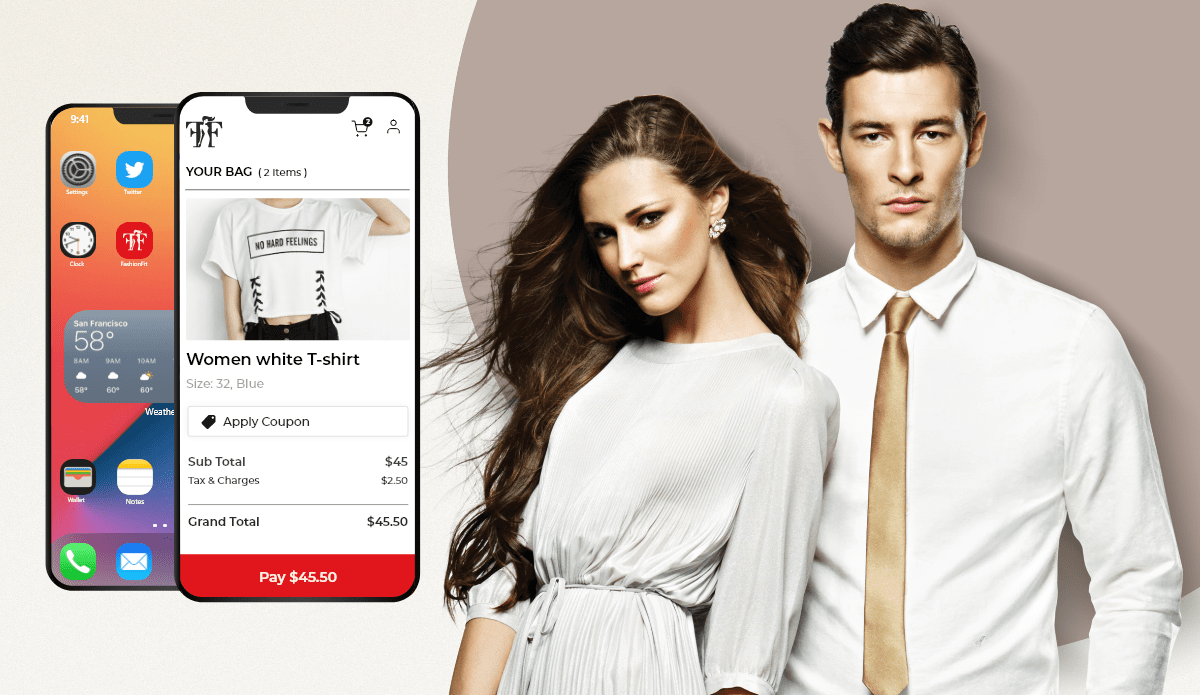 9:41
Settings
Twitter
Clock
FashionFit
San Francisco
58°
8AM 9AM 10AM
58° 60° 60°
Wallet
Notes
TFF
2
YOUR BAG ( 2 Items )
NO HARD FEELINGS
Women white T-shirt
Size: 32, Blue
Apply Coupon
Sub Total $45
Tax & Charges $2.50
Grand Total $45.50
Pay $45.50